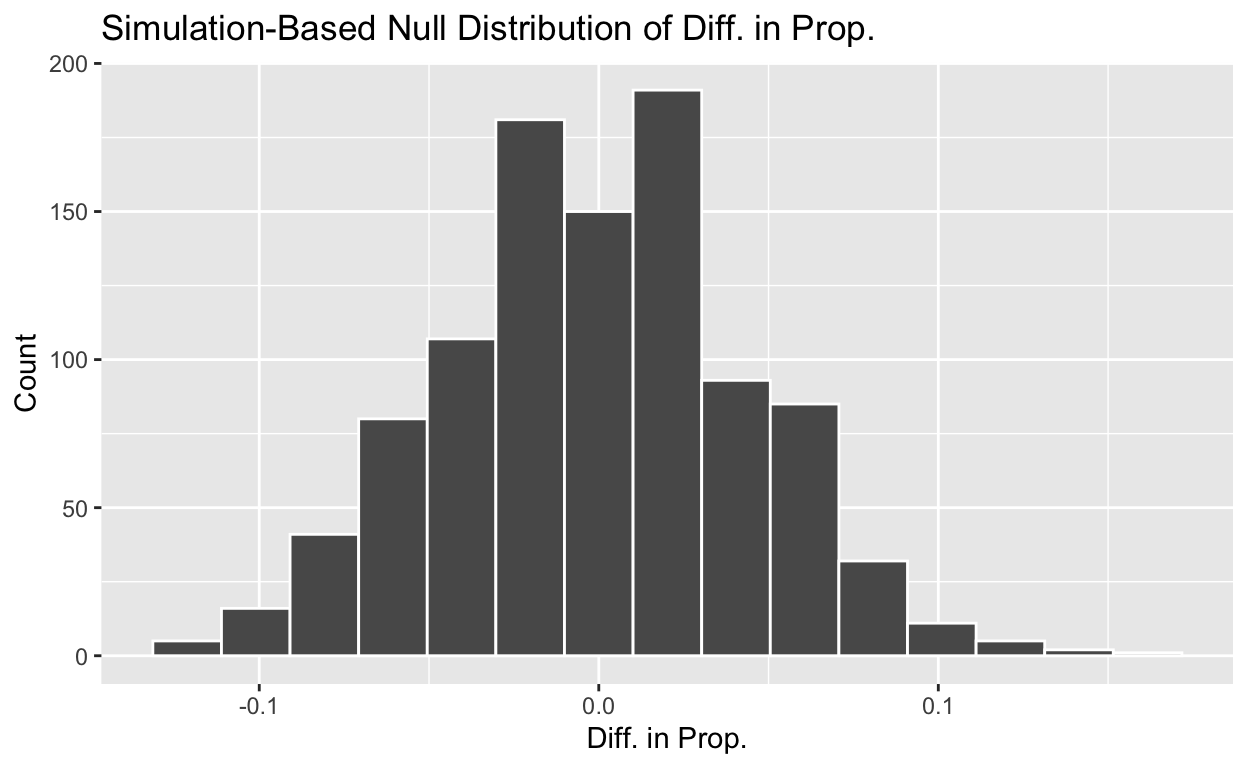 Simulation-Based Null Distribution of Diff. in Prop.
200
150
100
50
0
Count
-0.1 0.0 0.1
Diff. in Prop.